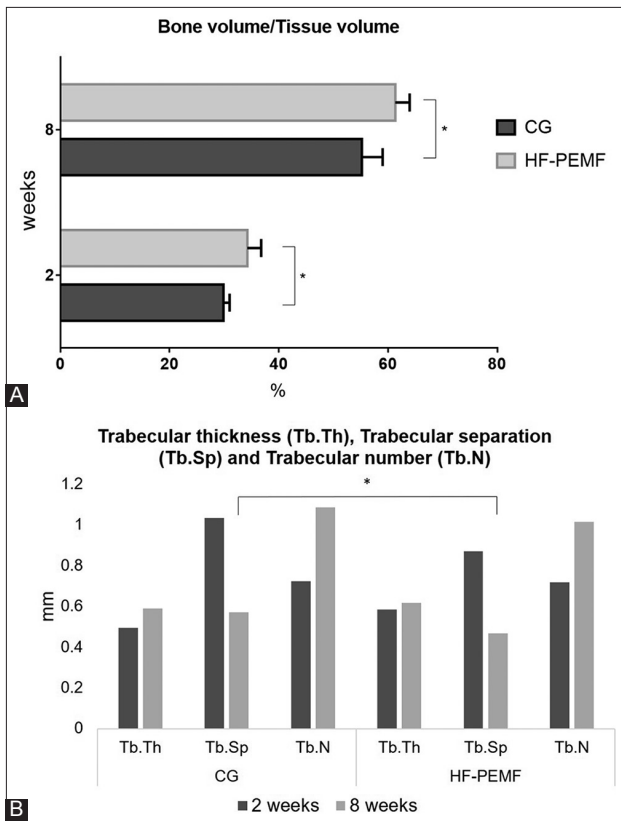 Bone volume/Tissue volume
weeks
8
2
*
*
CG
HF-PEMF
0 20 40 60 80
%
A
Trabecular thickness (Tb.Th), Trabecular separation
(Tb.Sp) and Trabecular number (Tb.N)
mm
1.2
1
0.8
0.6
0.4
0.2
0
*
Tb.Th Tb.Sp Tb.N Tb.Th Tb.Sp Tb.N
CG HF-PEMF
2 weeks 8 weeks
B